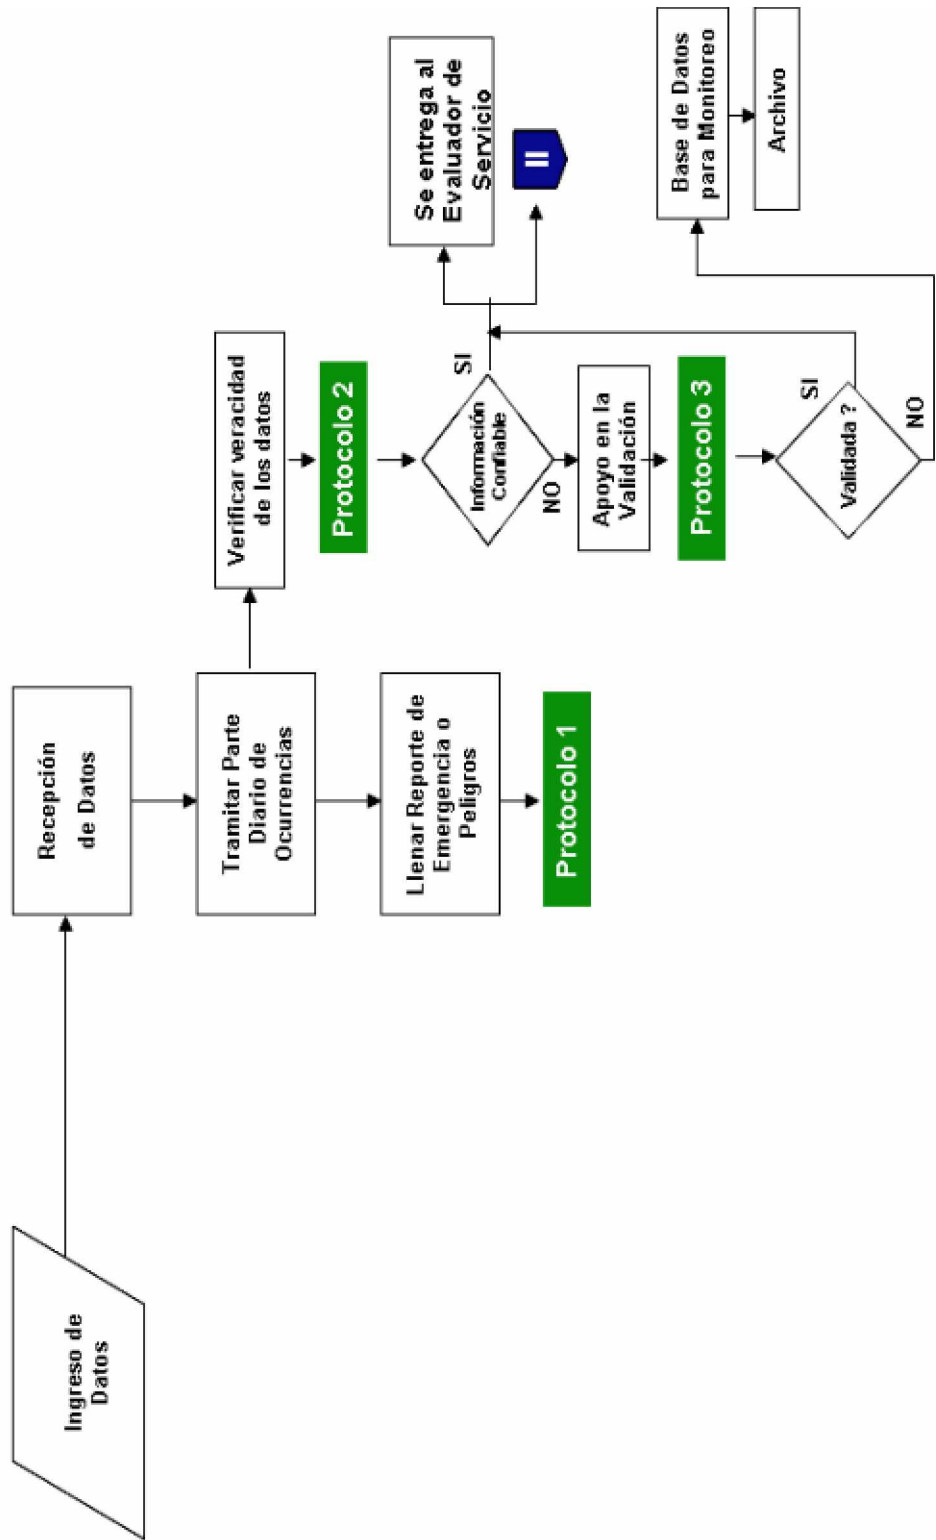 Ingreso de
Datos
Recepción
de Datos
Tramitar Parte
Diario de
Ocurrencias
Llenar Reporte de
Emergencia o
Peligros
Protocolo 1
Verificar veracidad
de los datos
Protocolo 2
Información
Confiable
SI
NO
Apoyo en la
Validación
Protocolo 3
Validada ?
SI
NO
Se entrega al
Evaluador de
Servicio
II
Base de Datos
para Monitoreo
Archivo